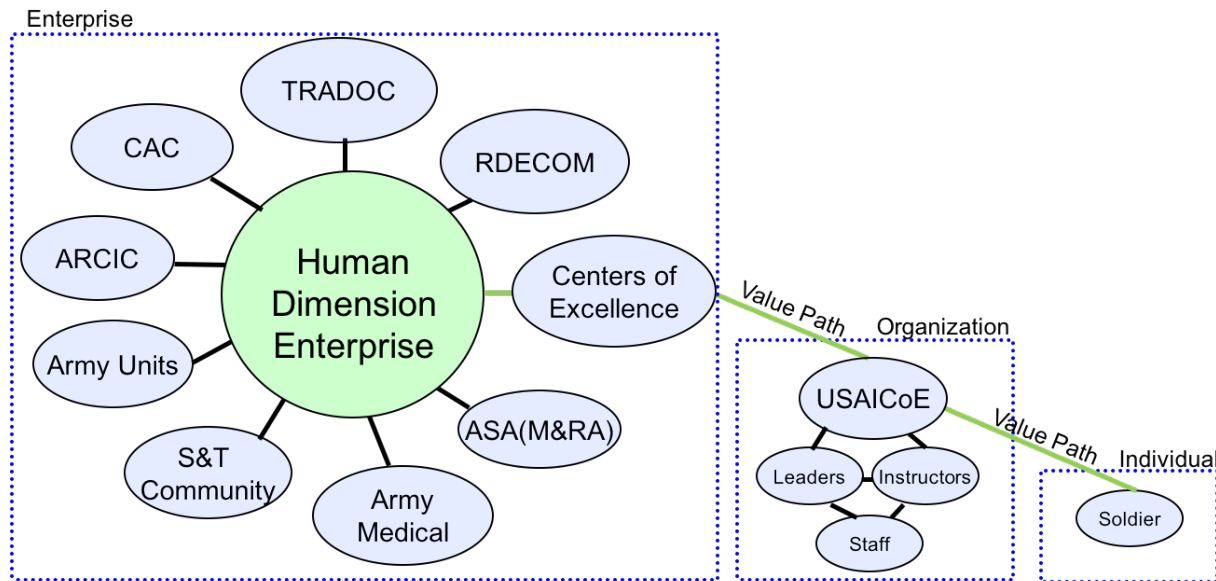 Enterprise
TRADOC
CAC
RDECOM
ARCIC
Human
Dimension
Enterprise
Centers of
Excellence
Army Units
ASA(M&RA)
S&T
Community
Army
Medical
Value Path
Organization
USAICoE
Leaders
Instructors
Staff
Value Path
Individual
Soldier